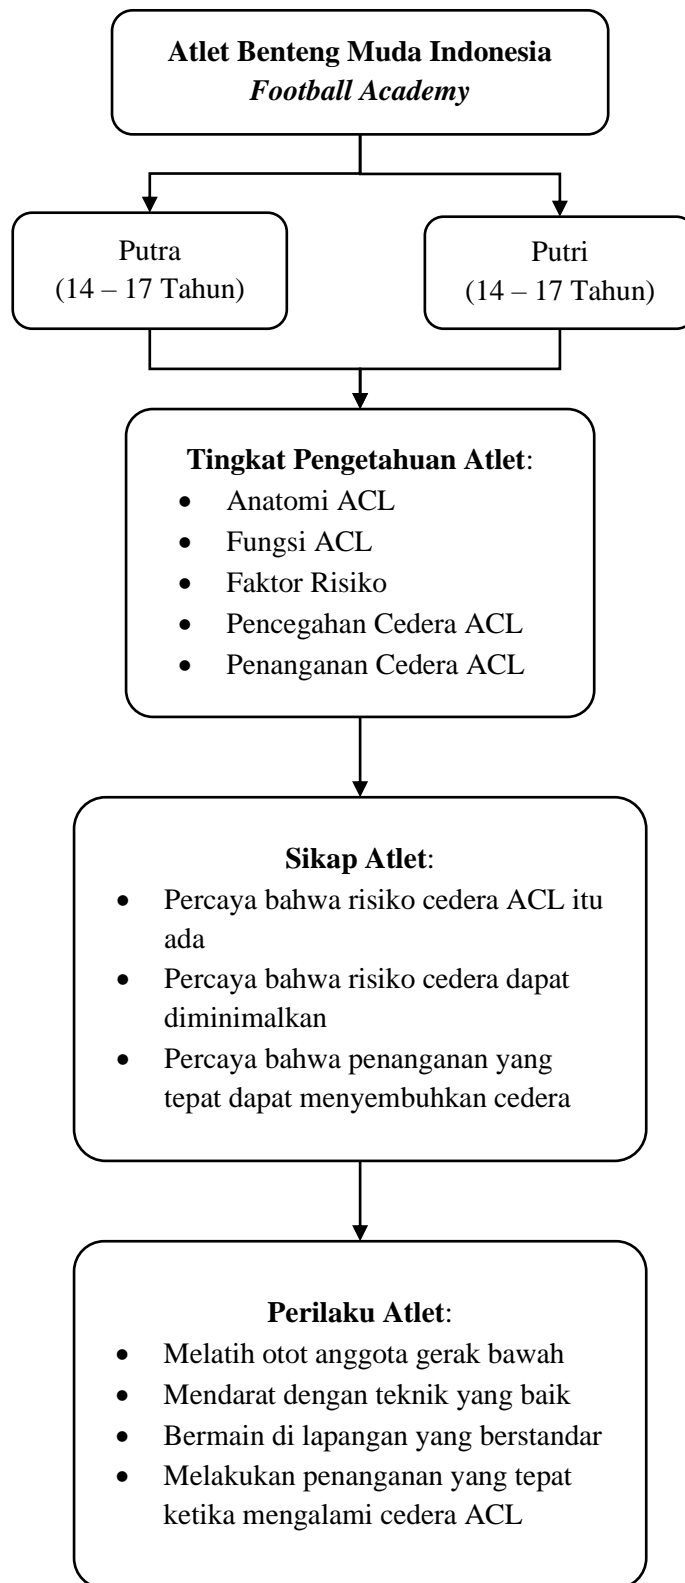 Atlet Benteng Muda Indonesia
Football Academy
Putra
(14 – 17 Tahun)
Putri
(14 – 17 Tahun)
Tingkat Pengetahuan Atlet:
• Anatomi ACL
• Fungsi ACL
• Faktor Risiko
• Pencegahan Cedera ACL
• Penanganan Cedera ACL
Sikap Atlet:
• Percaya bahwa risiko cedera ACL itu
ada
• Percaya bahwa risiko cedera dapat
diminimalkan
• Percaya bahwa penanganan yang
tepat dapat menyembuhkan cedera
Perilaku Atlet:
• Melatih otot anggota gerak bawah
• Mendarat dengan teknik yang baik
• Bermain di lapangan yang berstandar
• Melakukan penanganan yang tepat
ketika mengalami cedera ACL